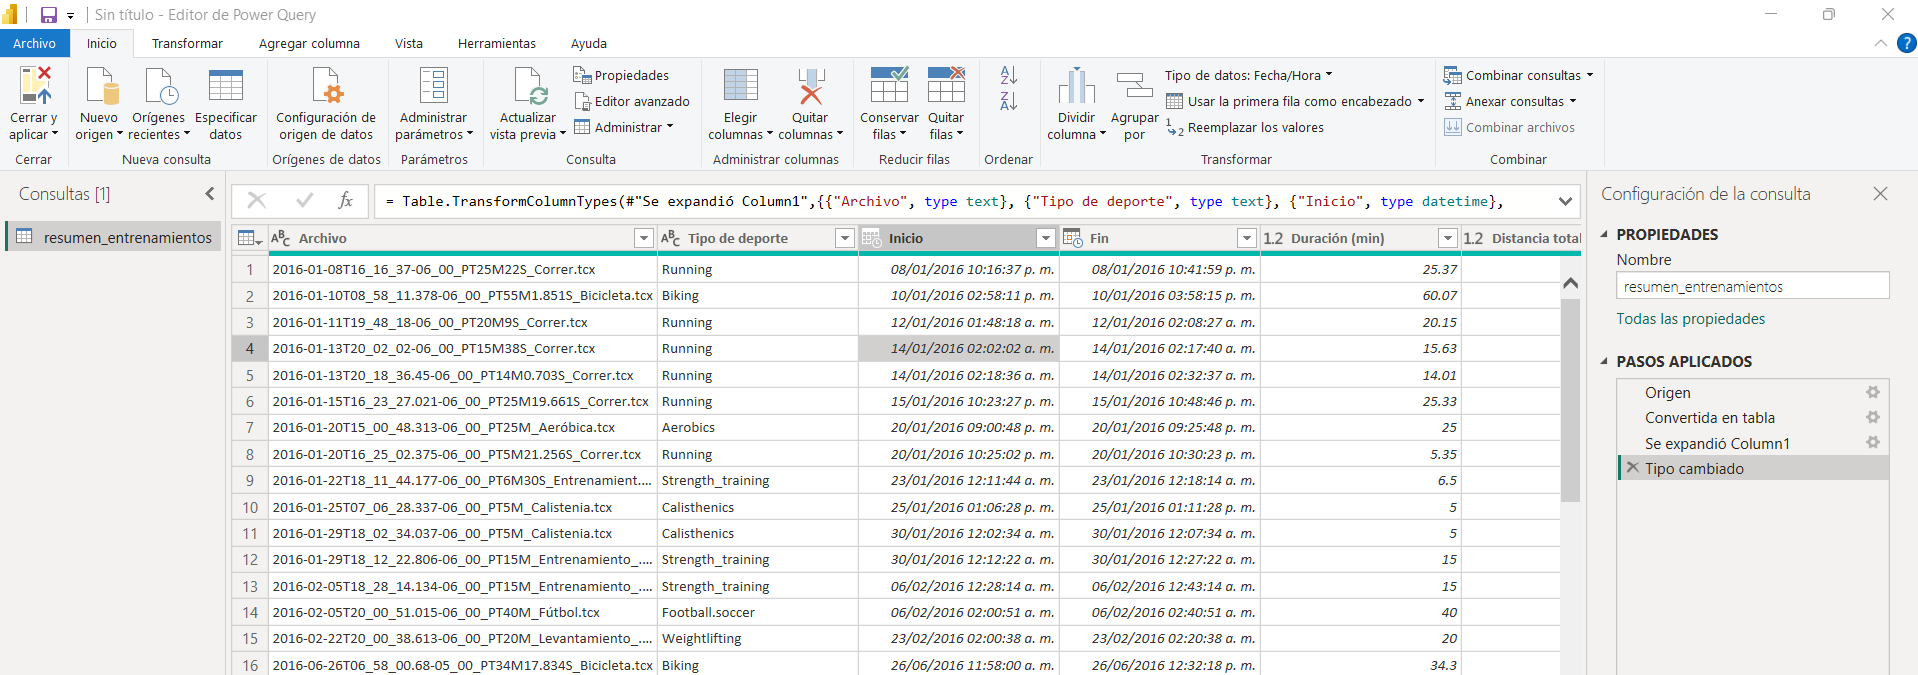 Sin título - Editor de Power Query
Archivo Inicio Transformar Agregar columna Vista Herramientas Ayuda
Cerrar y aplicar
Cerrar
Nuevo origen
Orígenes recientes
Especificar datos
Nueva consulta
Configuración de origen de datos
Orígenes de datos
Administrar parámetros
Parámetros
Actualizar vista previa
Propiedades
Editor avanzado
Administrar
Consulta
Elegir columnas
Quitar columnas
Administrar columnas
Conservar filas
Quitar filas
Reducir filas
Ordenar
Dividir columna
Agrupar por
Tipo de datos: Fecha/Hora
Usar la primera fila como encabezado
Reemplazar los valores
Transformar
Combinar consultas
Anexar consultas
Combinar archivos
Combinar
Consultas [1]
resumen_entrenamientos
fx = Table.TransformColumnTypes(#"Se expandió Column1",{{"Archivo", type text}, {"Tipo de deporte", type text}, {"Inicio", type datetime},
ABC Archivo ABC Tipo de deporte Inicio Fin 1.2 Duración (min) 1.2 Distancia total
1 2016-01-08T16_16_37-06_00_PT25M22S_Correr.tcx Running 08/01/2016 10:16:37 p. m. 08/01/2016 10:41:59 p. m. 25.37
2 2016-01-10T08_58_11.378-06_00_PT55M1.851S_Bicicleta.tcx Biking 10/01/2016 02:58:11 p. m. 10/01/2016 03:58:15 p. m. 60.07
3 2016-01-11T19_48_18-06_00_PT20M9S_Correr.tcx Running 12/01/2016 01:48:18 a. m. 12/01/2016 02:08:27 a. m. 20.15
4 2016-01-13T20_02_02-06_00_PT15M38S_Correr.tcx Running 14/01/2016 02:02:02 a. m. 14/01/2016 02:17:40 a. m. 15.63
5 2016-01-13T20_18_36.45-06_00_PT14M0.703S_Correr.tcx Running 14/01/2016 02:18:36 a. m. 14/01/2016 02:32:37 a. m. 14.01
6 2016-01-15T16_23_27.021-06_00_PT25M19.661S_Correr.tcx Running 15/01/2016 10:23:27 p. m. 15/01/2016 10:48:46 p. m. 25.33
7 2016-01-20T15_00_48.313-06_00_PT25M_Aeróbica.tcx Aerobics 20/01/2016 09:00:48 p. m. 20/01/2016 09:25:48 p. m. 25
8 2016-01-20T16_25_02.375-06_00_PT5M21.256S_Correr.tcx Running 20/01/2016 10:25:02 p. m. 20/01/2016 10:30:23 p. m. 5.35
9 2016-01-22T18_11_44.177-06_00_PT6M30S_Entrenamient.... Strength_training 23/01/2016 12:11:44 a. m. 23/01/2016 12:18:14 a. m. 6.5
10 2016-01-25T07_06_28.337-06_00_PT5M_Calistenia.tcx Calisthenics 25/01/2016 01:06:28 p. m. 25/01/2016 01:11:28 p. m. 5
11 2016-01-29T18_02_34.037-06_00_PT5M_Calistenia.tcx Calisthenics 30/01/2016 12:02:34 a. m. 30/01/2016 12:07:34 a. m. 5
12 2016-01-29T18_12_22.806-06_00_PT15M_Entrenamiento_.... Strength_training 30/01/2016 12:12:22 a. m. 30/01/2016 12:27:22 a. m. 15
13 2016-02-05T18_28_14.134-06_00_PT15M_Entrenamiento_.... Strength_training 06/02/2016 12:28:14 a. m. 06/02/2016 12:43:14 a. m. 15
14 2016-02-05T20_00_51.015-06_00_PT40M_Fútbol.tcx Football.soccer 06/02/2016 02:00:51 a. m. 06/02/2016 02:40:51 a. m. 40
15 2016-02-22T20_00_38.613-06_00_PT20M_Levantamiento_.... Weightlifting 23/02/2016 02:00:38 a. m. 23/02/2016 02:20:38 a. m. 20
16 2016-06-26T06_58_00.68-05_00_PT34M17.834S_Bicicleta.tcx Biking 26/06/2016 11:58:00 a. m. 26/06/2016 12:32:18 p. m. 34.3
Configuración de la consulta
PROPIEDADES
Nombre
resumen_entrenamientos
Todas las propiedades
PASOS APLICADOS
Origen
Convertida en tabla
Se expandió Column1
Tipo cambiado